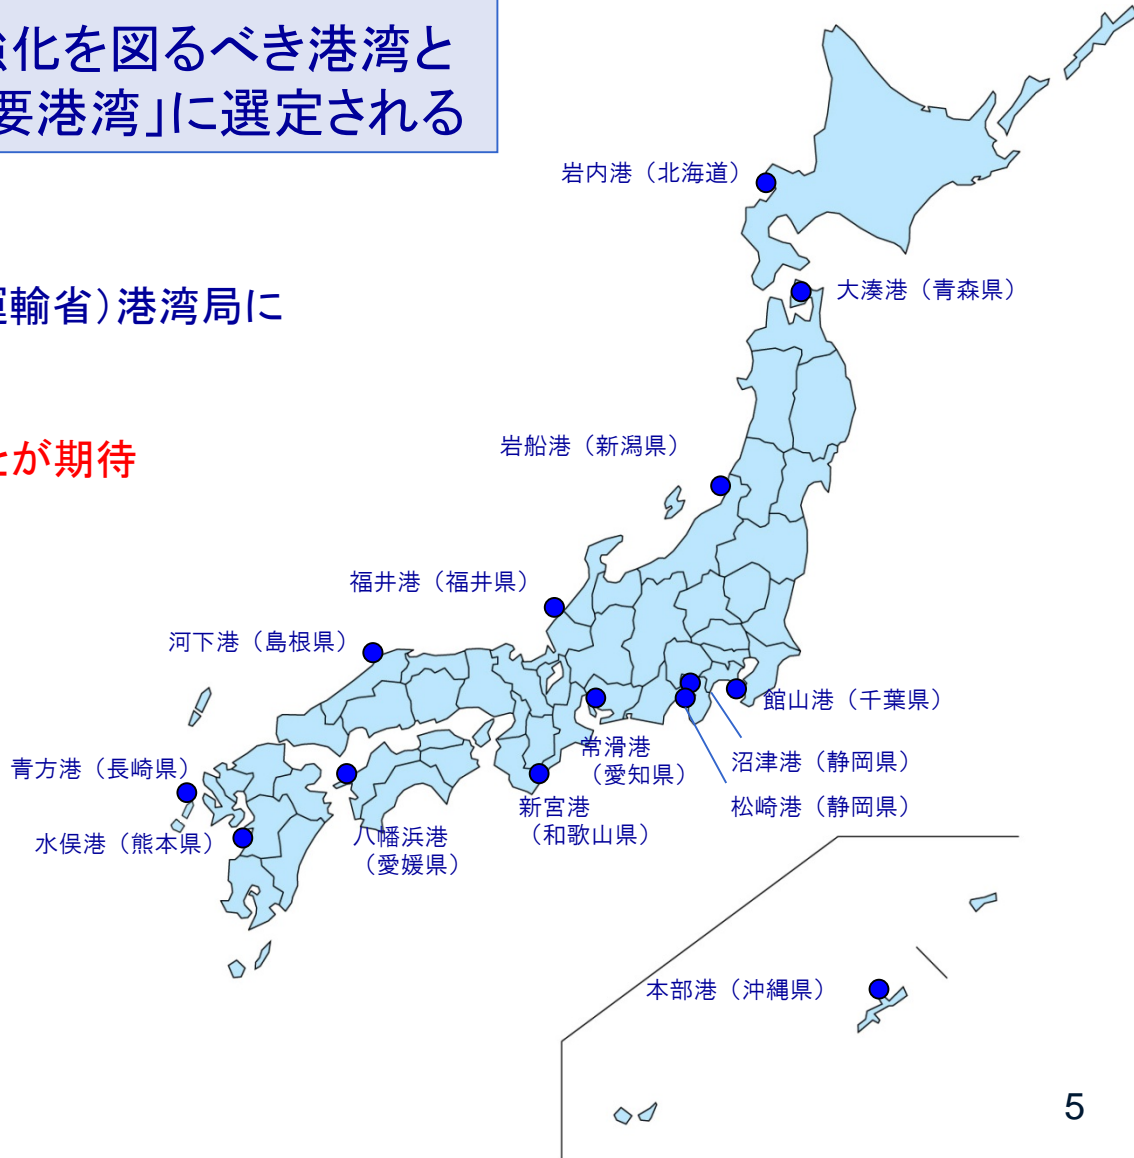 強化を図るべき港湾と
要港湾」に選定される
岩内港（北海道）
大湊港（青森県）
運輸省）港湾局に
岩船港（新潟県）
とが期待
福井港（福井県）
河下港（島根県）
館山港（千葉県）
常滑港
（愛知県）
沼津港（静岡県）
青方港（長崎県）
新宮港
（和歌山県）
松崎港（静岡県）
水俣港（熊本県）
八幡浜港
（愛媛県）
本部港（沖縄県）
5